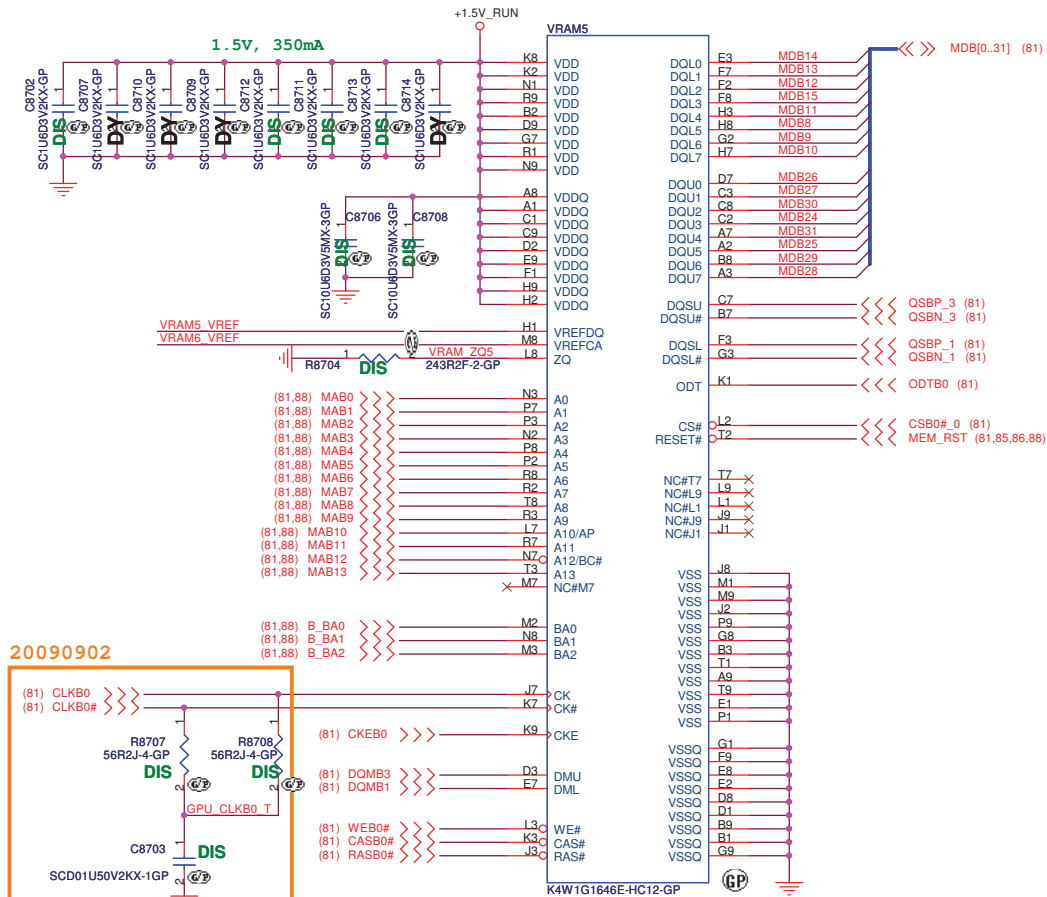 +1.5V_RUN
1.5V, 350mA
VRAM5
C8702
SC1U6D3V2KX-GP
DIS
C8707
SC1U6D3V2KX-GP
DY
C8710
SC1U6D3V2KX-GP
DY
C8709
SC1U6D3V2KX-GP
DY
C8712
SC1U6D3V2KX-GP
DIS
C8711
SC1U6D3V2KX-GP
DIS
C8713
SC1U6D3V2KX-GP
DIS
C8714
SC1U6D3V2KX-GP
DY
C8706
SC10U6D3V5MX-3GP
DIS
C8708
SC10U6D3V5MX-3GP
DIS
K8 VDD
K2 VDD
N1 VDD
R9 VDD
B2 VDD
D9 VDD
G7 VDD
R1 VDD
N9 VDD
A8 VDDQ
A1 VDDQ
C1 VDDQ
C9 VDDQ
D2 VDDQ
E9 VDDQ
F1 VDDQ
H9 VDDQ
H2 VDDQ
VRAM5_VREF H1 VREFDQ
VRAM6_VREF M8 VREFCA
1 VRAM_ZQ5 L8 ZQ
R8704 243R2F-2-GP
DIS
(81,88) MAB0 N3 A0
(81,88) MAB1 P7 A1
(81,88) MAB2 P3 A2
(81,88) MAB3 N2 A3
(81,88) MAB4 P8 A4
(81,88) MAB5 P2 A5
(81,88) MAB6 R8 A6
(81,88) MAB7 R2 A7
(81,88) MAB8 T8 A8
(81,88) MAB9 R3 A9
(81,88) MAB10 L7 A10/AP
(81,88) MAB11 R7 A11
(81,88) MAB12 N7 A12/BC#
(81,88) MAB13 T3 A13
M7 NC#M7
(81,88) B_BA0 M2 BA0
(81,88) B_BA1 N8 BA1
(81,88) B_BA2 M3 BA2
20090902
(81) CLKB0 J7 CK
(81) CLKB0# K7 CK#
1
R8707
56R2J-4-GP
DIS
2
1
R8708
56R2J-4-GP
DIS
2
GPU_CLKB0_T
1
C8703
DIS
SCD01U50V2KX-1GP
2
(81) CKEB0 K9 CKE
(81) DQMB3 D3 DMU
(81) DQMB1 E7 DML
(81) WEB0# L3 WE#
(81) CASB0# K3 CAS#
(81) RASB0# J3 RAS#
DQL0 E3 MDB14
DQL1 F7 MDB13
DQL2 F2 MDB12
DQL3 F8 MDB15
DQL4 H3 MDB11
DQL5 H8 MDB8
DQL6 G2 MDB9
DQL7 H7 MDB10
MDB[0..31] (81)
DQU0 D7 MDB26
DQU1 C3 MDB27
DQU2 C8 MDB30
DQU3 C2 MDB24
DQU4 A7 MDB31
DQU5 A2 MDB25
DQU6 B8 MDB29
DQU7 A3 MDB28
DQSU C7 QSBP_3 (81)
DQSU# B7 QSBN_3 (81)
DQSL F3 QSBP_1 (81)
DQSL# G3 QSBN_1 (81)
ODT K1 ODTB0 (81)
CS# L2 CSB0#_0 (81)
RESET# T2 MEM_RST (81,85,86,88)
NC#T7 T7
NC#L9 L9
NC#L1 L1
NC#J9 J9
NC#J1 J1
VSS J8
VSS M1
VSS M9
VSS J2
VSS P9
VSS G8
VSS B3
VSS T1
VSS A9
VSS T9
VSS E1
VSS P1
VSSQ G1
VSSQ F9
VSSQ E8
VSSQ E2
VSSQ D8
VSSQ D1
VSSQ B9
VSSQ B1
VSSQ G9
K4W1G1646E-HC12-GP
GP